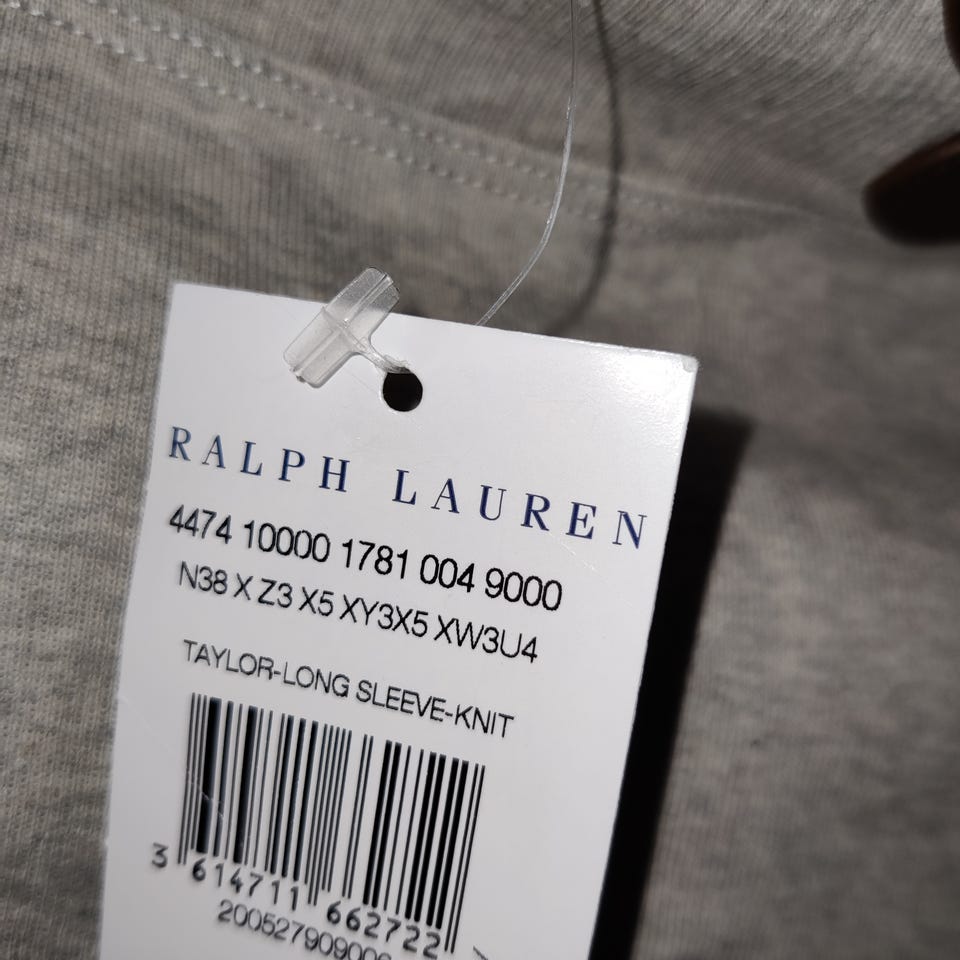 RALPH LAUREN
4474 10000 1781 004 9000
N38 X Z3 X5 XY3X5 XW3U4
TAYLOR-LONG SLEEVE-KNIT
3 614711 662722